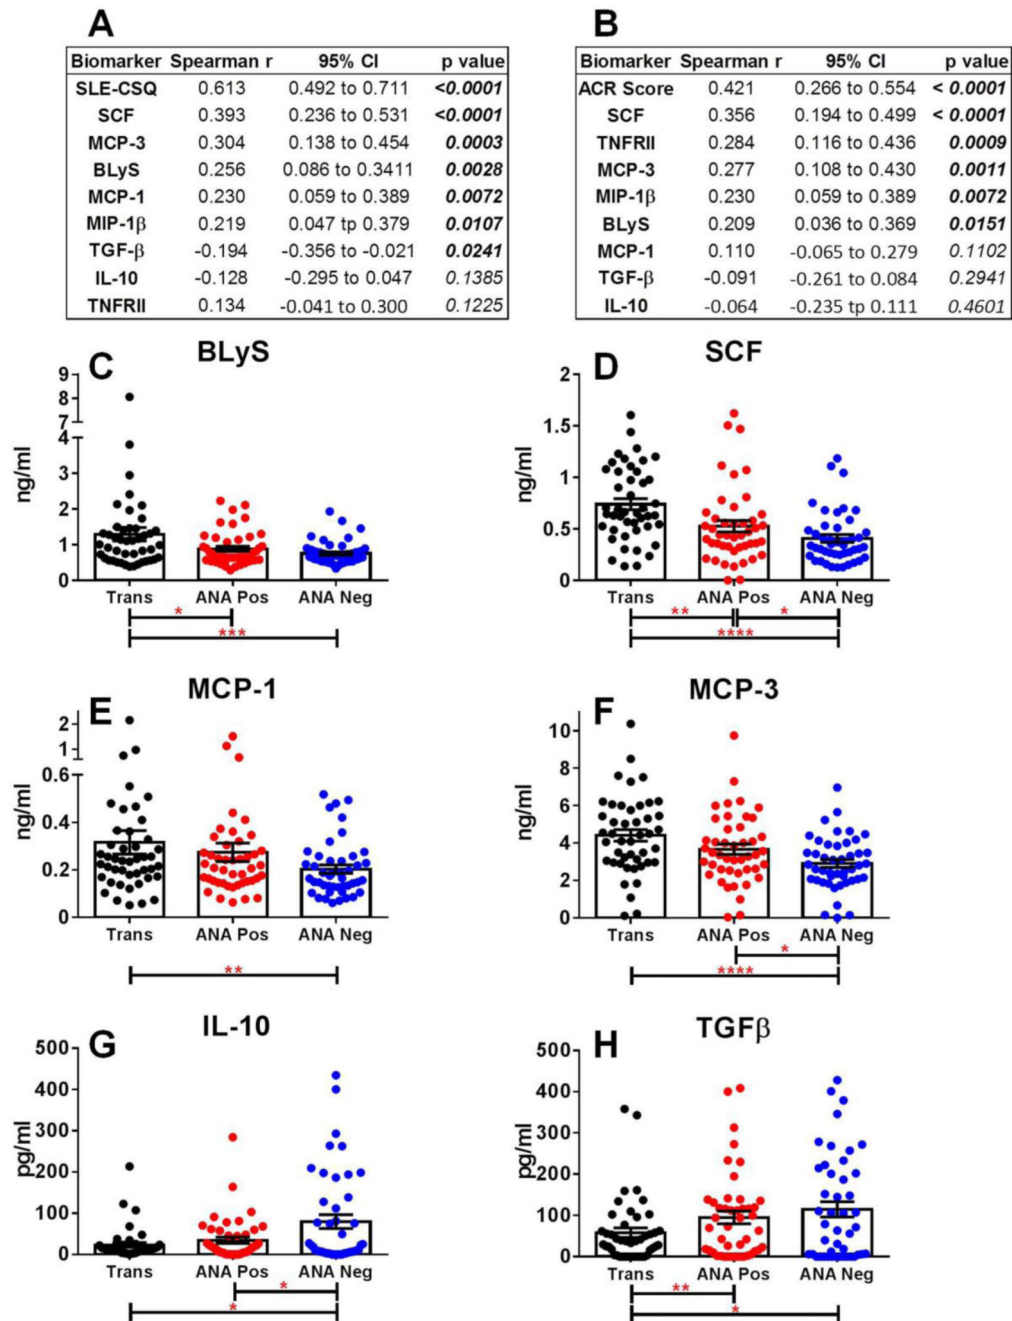 A
Biomarker Spearman r 95% CI p value
SLE-CSQ 0.613 0.492 to 0.711 <0.0001
SCF 0.393 0.236 to 0.531 <0.0001
MCP-3 0.304 0.138 to 0.454 0.0003
BLyS 0.256 0.086 to 0.3411 0.0028
MCP-1 0.230 0.059 to 0.389 0.0072
MIP-1β 0.219 0.047 tp 0.379 0.0107
TGF-β -0.194 -0.356 to -0.021 0.0241
IL-10 -0.128 -0.295 to 0.047 0.1385
TNFRII 0.134 -0.041 to 0.300 0.1225
B
Biomarker Spearman r 95% CI p value
ACR Score 0.421 0.266 to 0.554 < 0.0001
SCF 0.356 0.194 to 0.499 < 0.0001
TNFRII 0.284 0.116 to 0.436 0.0009
MCP-3 0.277 0.108 to 0.430 0.0011
MIP-1β 0.230 0.059 to 0.389 0.0072
BLyS 0.209 0.036 to 0.369 0.0151
MCP-1 0.110 -0.065 to 0.279 0.1102
TGF-β -0.091 -0.261 to 0.084 0.2941
IL-10 -0.064 -0.235 tp 0.111 0.4601
C
BLyS
ng/ml
9
8
7
4
3
2
1
0
Trans ANA Pos ANA Neg
*
***
D
SCF
ng/ml
2
1.5
1
0.5
0
Trans ANA Pos ANA Neg
** *
****
E
MCP-1
ng/ml
2
1
0.6
0.4
0.2
0
Trans ANA Pos ANA Neg
**
F
MCP-3
ng/ml
10
8
6
4
2
0
Trans ANA Pos ANA Neg
*
****
G
IL-10
pg/ml
500
400
300
200
100
0
Trans ANA Pos ANA Neg
*
*
H
TGFβ
pg/ml
500
400
300
200
100
0
Trans ANA Pos ANA Neg
**
*